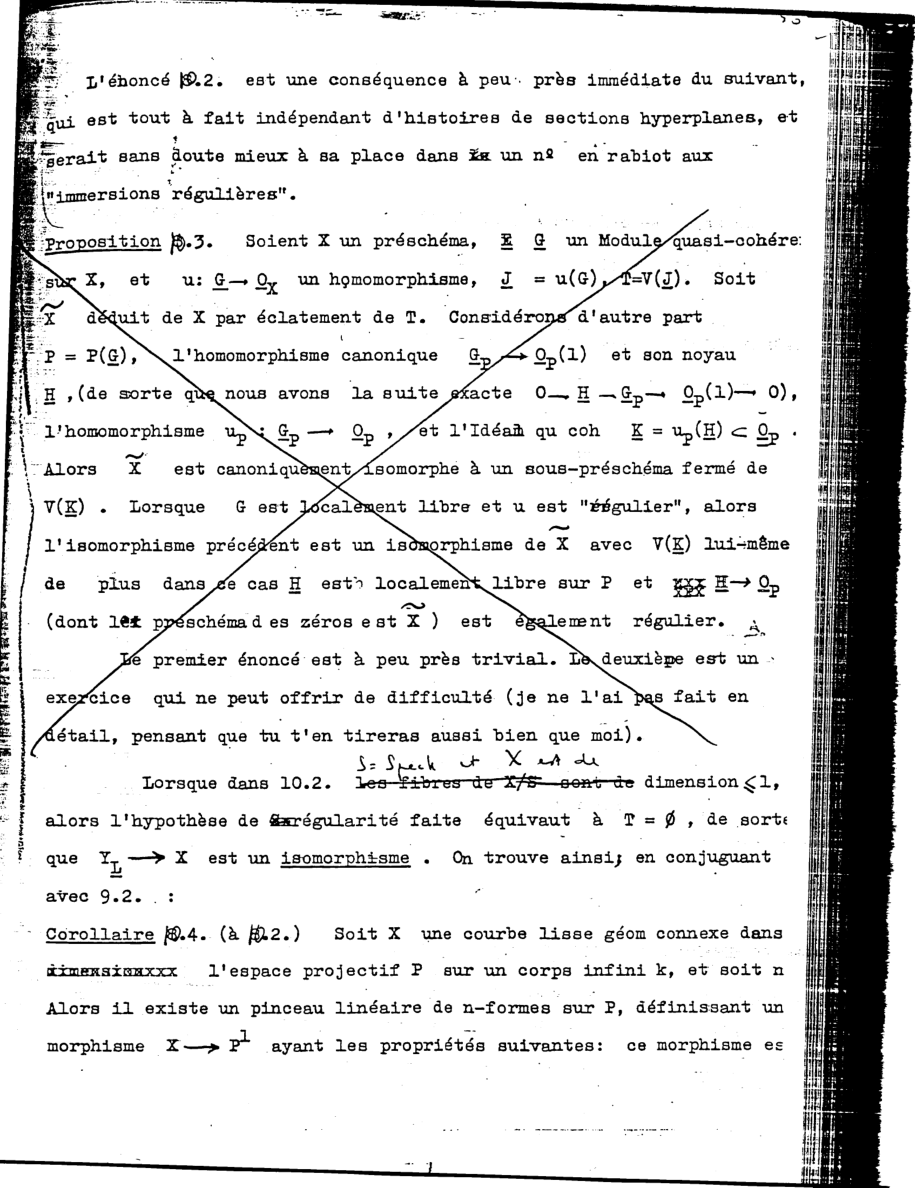 L'énoncé 10.2. est une conséquence à peu près immédiate du suivant,
qui est tout à fait indépendant d'histoires de sections hyperplanes, et
serait sans doute mieux à sa place dans un nº en rabiot aux
"immersions régulières".
Proposition 10.3. Soient X un préschéma, G un Module quasi-cohére
sur X, et u: G → O_X un homomorphisme, J = u(G), T=V(J). Soit
X̃ déduit de X par éclatement de T. Considérons d'autre part
P = P(G), l'homomorphisme canonique G_P → O_P(1) et son noyau
H ,(de sorte que nous avons la suite exacte 0→ H → G_P → O_P(1)→ 0),
l'homomorphisme u_P : G_P → O_P , et l'Idéal qu coh K = u_P(H) ⊂ O_P .
Alors X̃ est canoniquement isomorphe à un sous-préschéma fermé de
V(K) . Lorsque G est localement libre et u est "régulier", alors
l'isomorphisme précédent est un isomorphisme de X̃ avec V(K) lui-même
de plus dans ce cas H est localement libre sur P et H → O_P
(dont le préschéma des zéros est X̃ ) est également régulier.
Le premier énoncé est à peu près trivial. Le deuxième est un
exercice qui ne peut offrir de difficulté (je ne l'ai pas fait en
détail, pensant que tu t'en tireras aussi bien que moi).
S = Spec k et X est de
Lorsque dans 10.2. les fibres de X/S sont de dimension ⩽1,
alors l'hypothèse de régularité faite équivaut à T = ∅ , de sorte
que Y_L → X est un isomorphisme . On trouve ainsi, en conjuguant
avec 9.2. :
Corollaire 10.4. (à 10.2.) Soit X une courbe lisse géom connexe dans
l'espace projectif P sur un corps infini k, et soit n
Alors il existe un pinceau linéaire de n-formes sur P, définissant un
morphisme X → P¹ ayant les propriétés suivantes: ce morphisme es